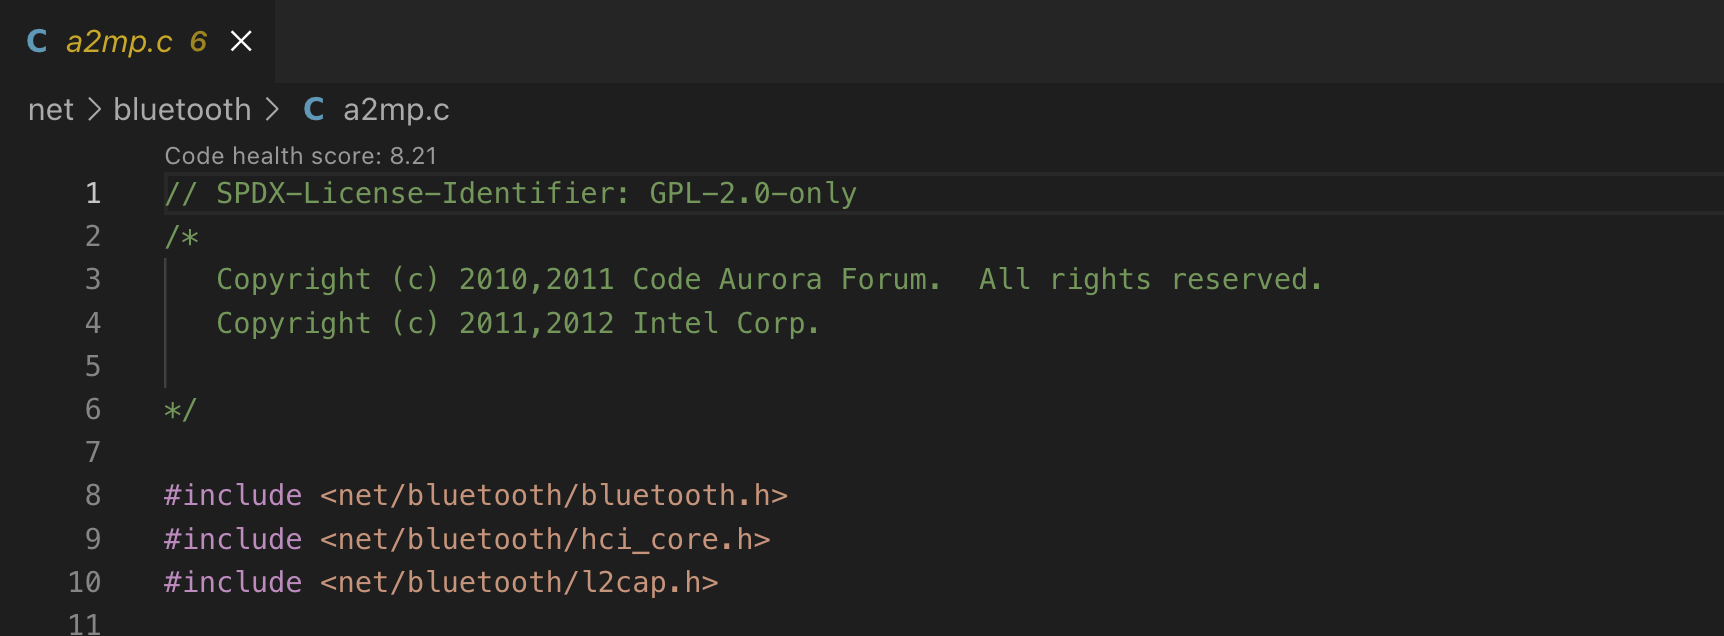 C a2mp.c 6
net > bluetooth > C a2mp.c
Code health score: 8.21
1 // SPDX-License-Identifier: GPL-2.0-only
2 /*
3 Copyright (c) 2010,2011 Code Aurora Forum.  All rights reserved.
4 Copyright (c) 2011,2012 Intel Corp.
5
6 */
7
8 #include <net/bluetooth/bluetooth.h>
9 #include <net/bluetooth/hci_core.h>
10 #include <net/bluetooth/l2cap.h>
11